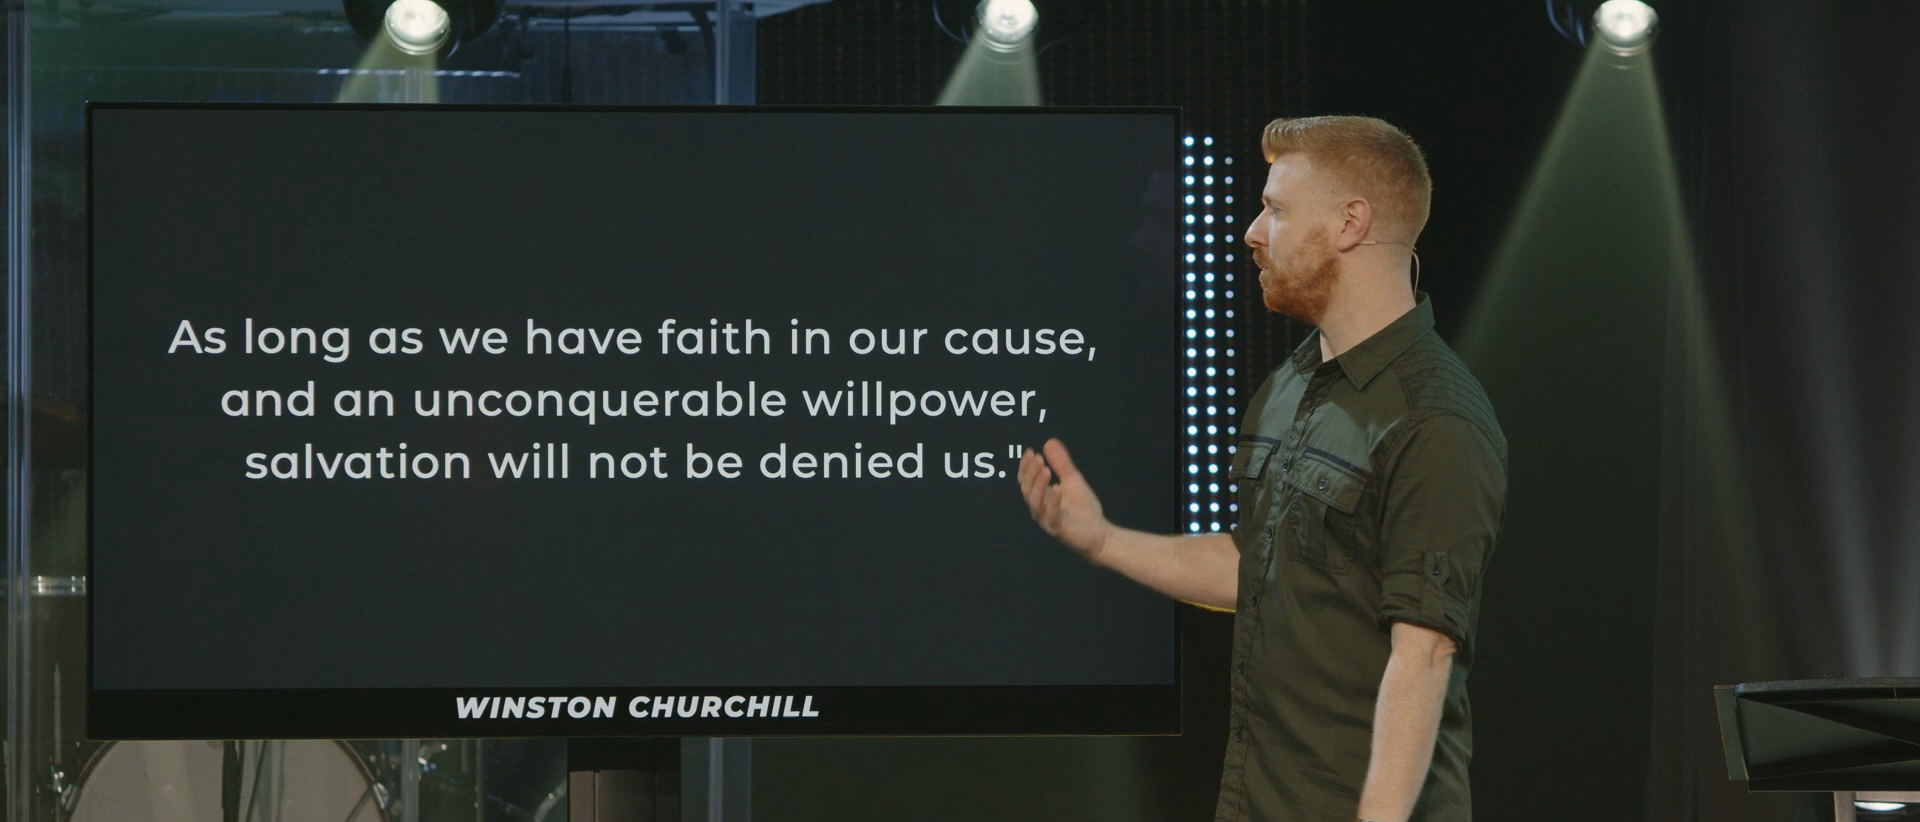 As long as we have faith in our cause,
and an unconquerable willpower,
salvation will not be denied us."
WINSTON CHURCHILL